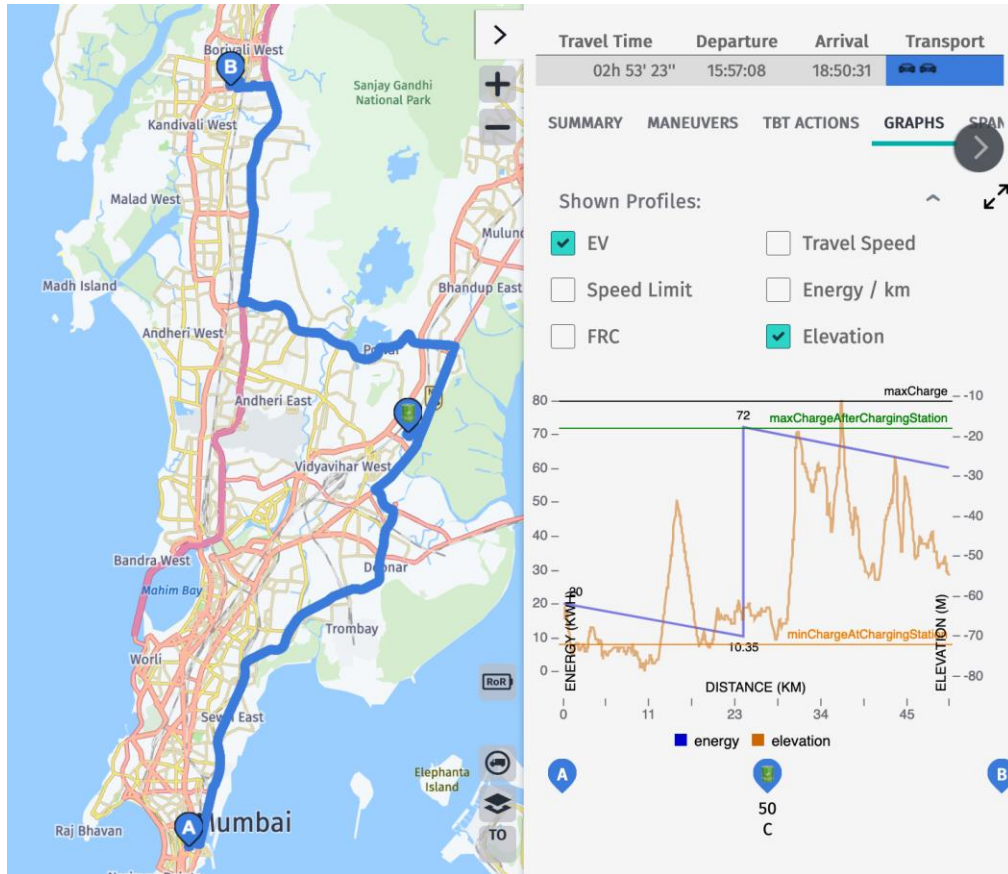 Borivali West
B
Sanjay Gandhi
National Park
Kandivali West
Malad West
Mulund
Madh Island
Bhandup East
Andheri West
Powai
Andheri East
Vidyavihar West
Bandra West
Mahim Bay
Deonar
Trombay
Worli
Sewri East
Elephanta
Island
A
Mumbai
Raj Bhavan
>
+
−
RoR
TO
Travel Time Departure Arrival Transport
02h 53' 23" 15:57:08 18:50:31
SUMMARY MANEUVERS TBT ACTIONS GRAPHS SPAN
Shown Profiles:
EV Travel Speed
Speed Limit Energy / km
FRC Elevation
maxCharge
maxChargeAfterChargingStation
minChargeAtChargingStation
72
20
10.35
80
70
60
50
40
30
20
10
0
ENERGY (KWH)
-10
-20
-30
-40
-50
-60
-70
-80
ELEVATION (M)
DISTANCE (KM)
0 11 23 34 45
energy elevation
A B
50
C